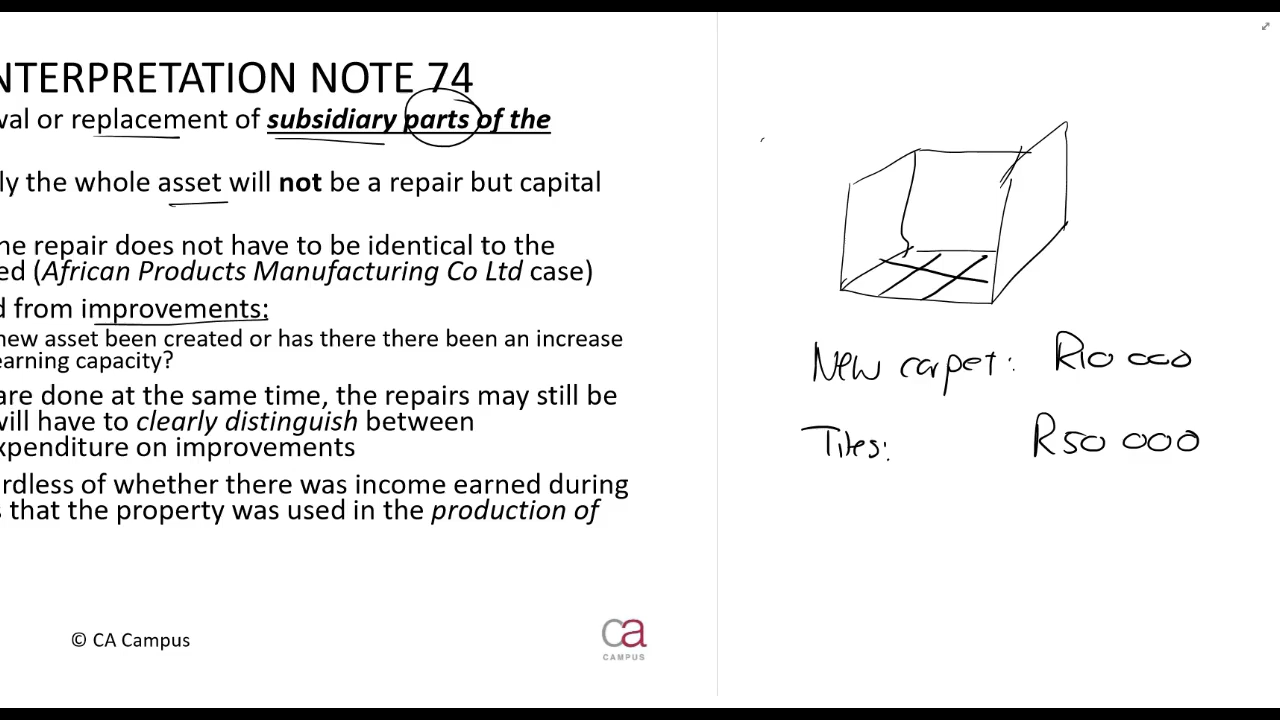 NTERPRETATION NOTE 74
val or replacement of subsidiary parts of the
ly the whole asset will not be a repair but capital
he repair does not have to be identical to the
ed (African Products Manufacturing Co Ltd case)
d from improvements:
new asset been created or has there there been an increase
earning capacity?
are done at the same time, the repairs may still be
will have to clearly distinguish between
xpenditure on improvements
rdless of whether there was income earned during
s that the property was used in the production of
© CA Campus
ca
CAMPUS
New carpet: R10 000
Tiles: R50 000